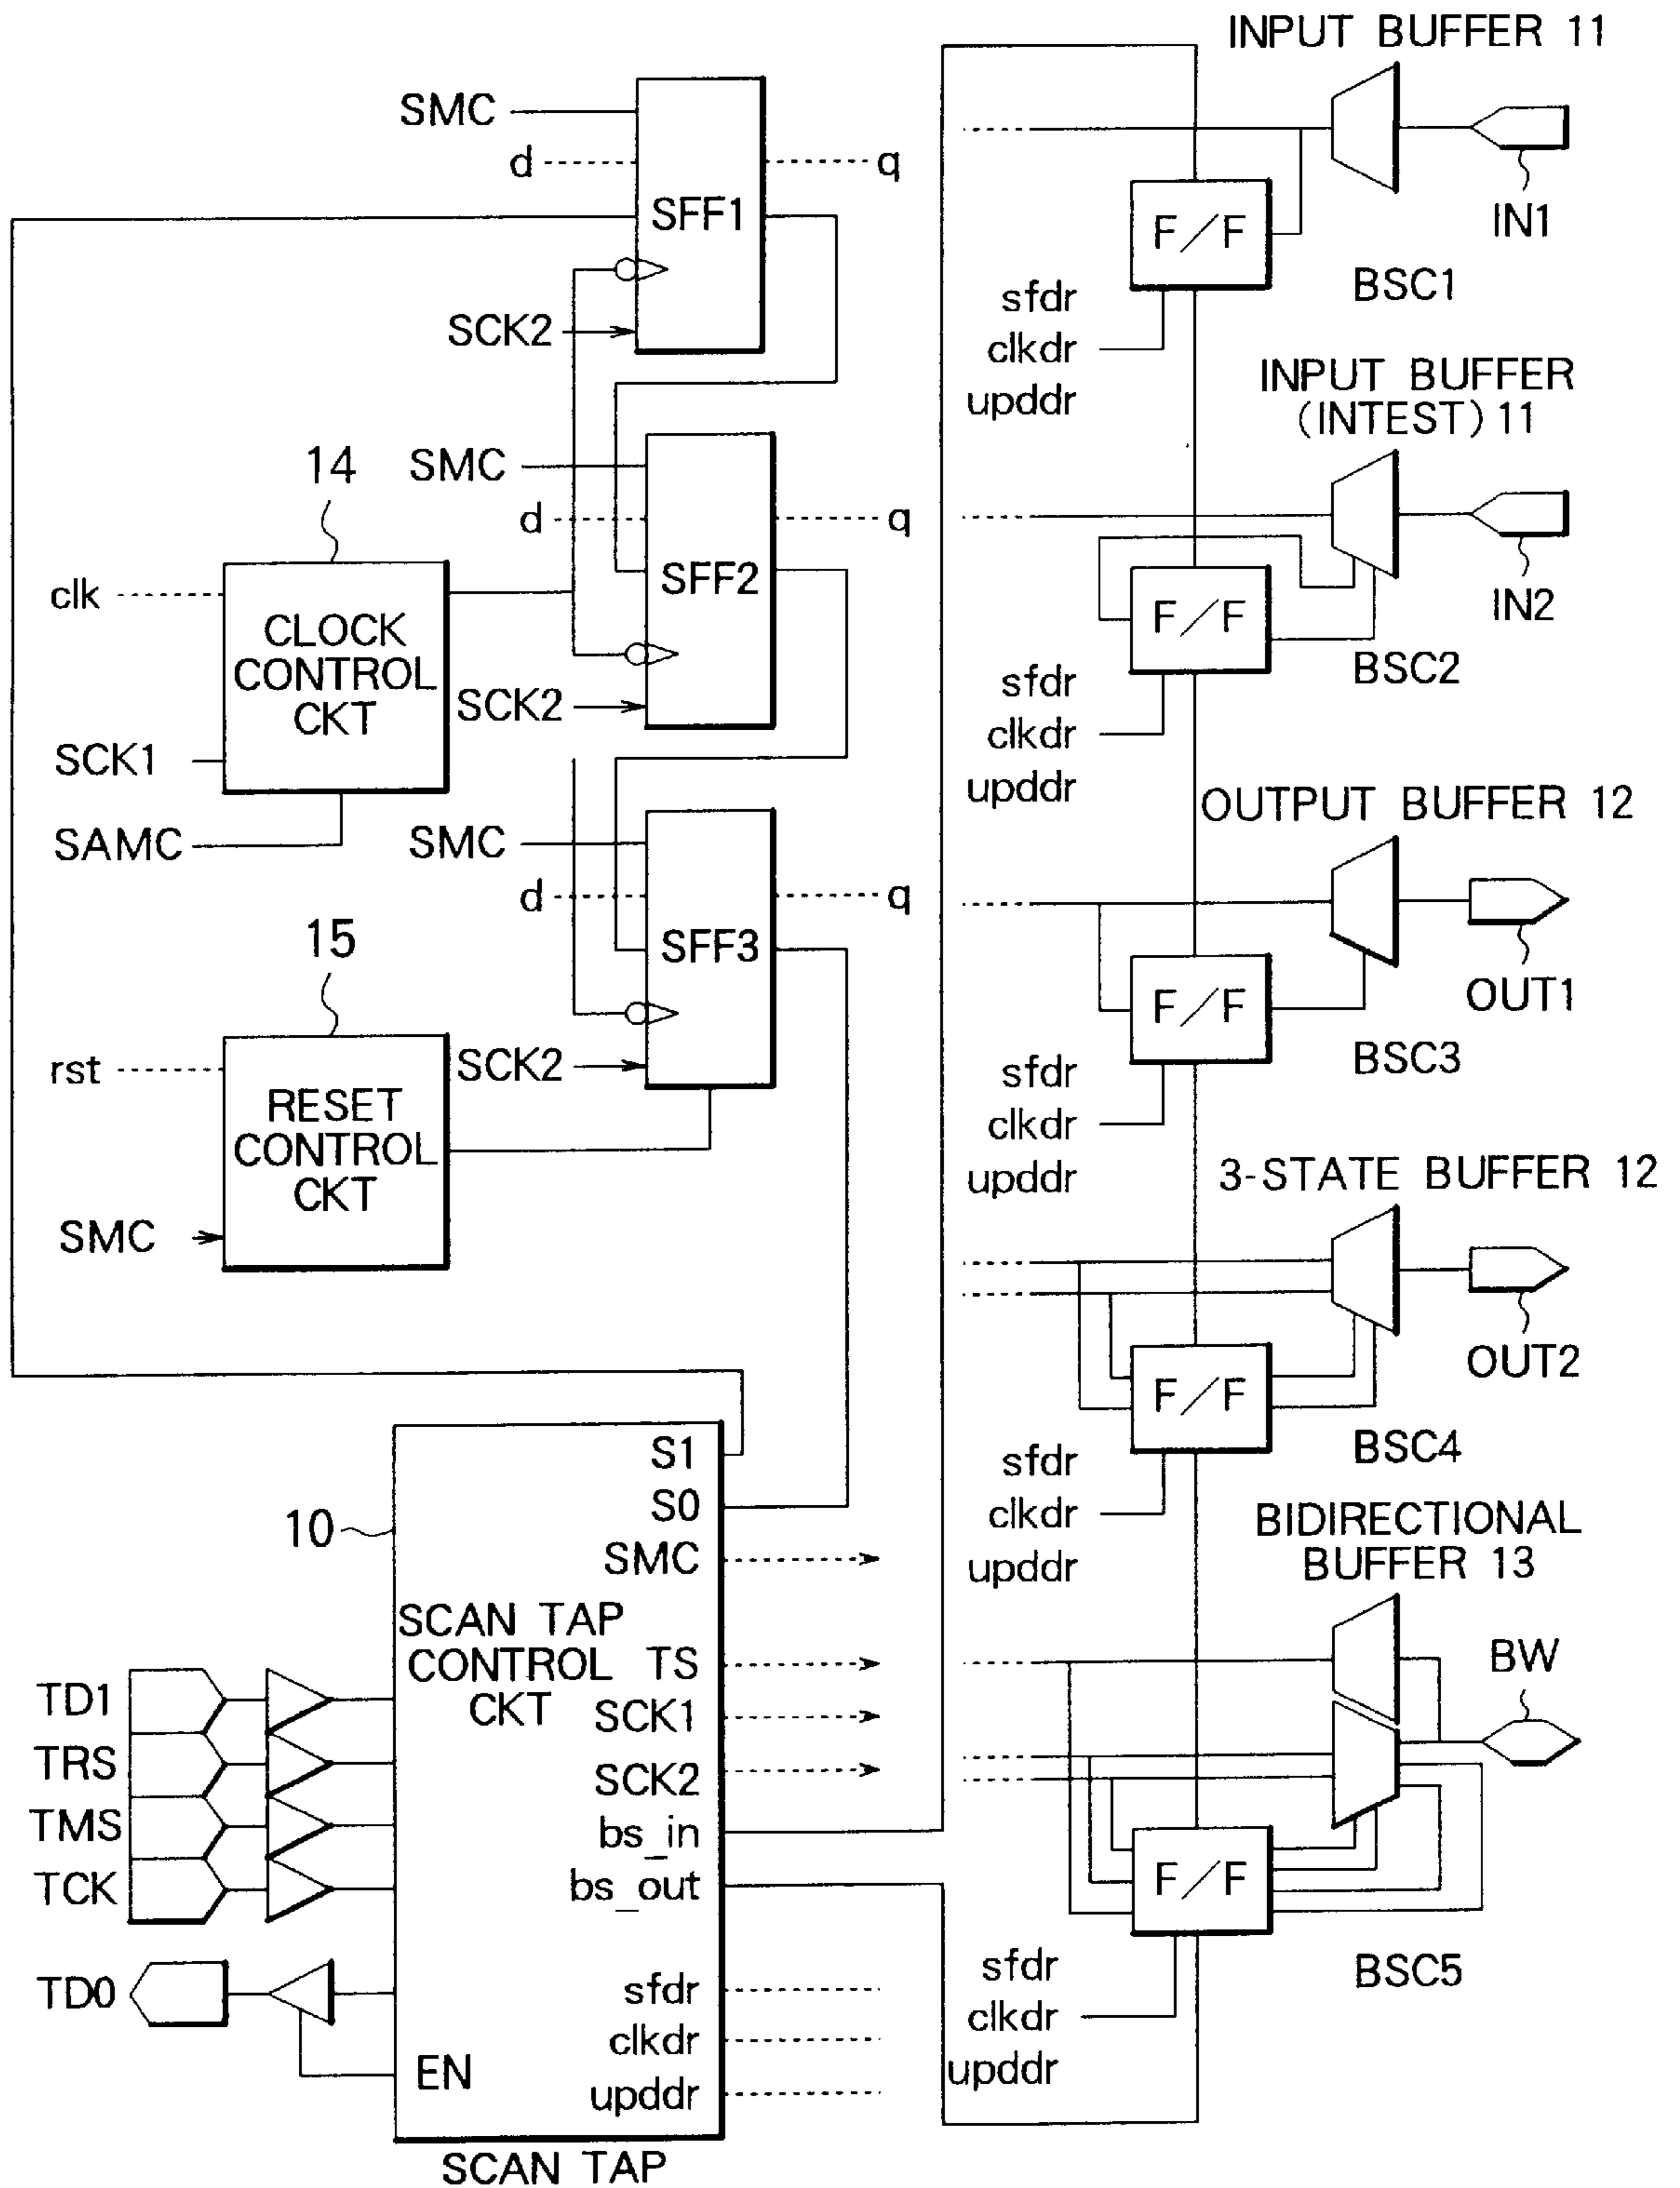 INPUT BUFFER 11
SMC
d
q
SFF1
SCK2
F/F
IN1
BSC1
sfdr
clkdr
upddr
INPUT BUFFER
(INTEST) 11
14
SMC
d
q
SFF2
SCK2
clk
CLOCK
CONTROL
CKT
SCK1
SAMC
F/F
IN2
BSC2
sfdr
clkdr
upddr
OUTPUT BUFFER 12
SMC
d
q
SFF3
SCK2
15
rst
RESET
CONTROL
CKT
SMC
F/F
OUT1
BSC3
sfdr
clkdr
upddr
3-STATE BUFFER 12
F/F
OUT2
BSC4
sfdr
clkdr
upddr
BIDIRECTIONAL
BUFFER 13
BW
F/F
BSC5
sfdr
clkdr
upddr
10
S1
S0
SMC
SCAN TAP
CONTROL
CKT
TS
SCK1
SCK2
bs_in
bs_out
sfdr
clkdr
upddr
TD1
TRS
TMS
TCK
TD0
EN
SCAN TAP